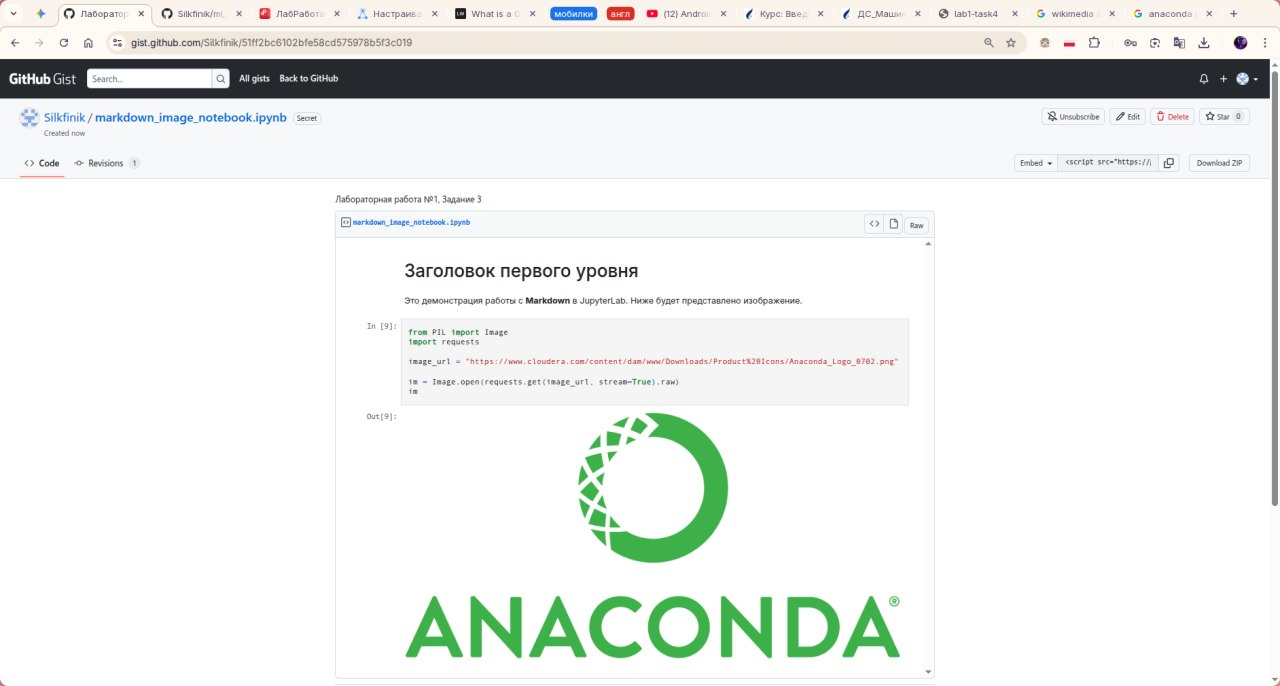 Лаборатор
Silkfinik/ml_
ЛабРабота
Настраива
What is a G
мобилки
англ
(12) Androi
Курс: Введ
ДС_Машин
lab1-task4
wikimedia c
anaconda
gist.github.com/Silkfinik/51ff2bc6102bfe58cd575978b5f3c019
GitHub Gist
Search...
All gists
Back to GitHub
Silkfinik / markdown_image_notebook.ipynb
Secret
Created now
Unsubscribe
Edit
Delete
Star
0
Code
Revisions
1
Embed
<script src="https://
Download ZIP
Лабораторная работа №1, Задание 3
markdown_image_notebook.ipynb
Raw
Заголовок первого уровня
Это демонстрация работы с Markdown в JupyterLab. Ниже будет представлено изображение.
In [9]:
from PIL import Image
import requests
image_url = "https://www.cloudera.com/content/dam/www/Downloads/Product%20Icons/Anaconda_Logo_0702.png"
im = Image.open(requests.get(image_url, stream=True).raw)
im
Out[9]:
ANACONDA®